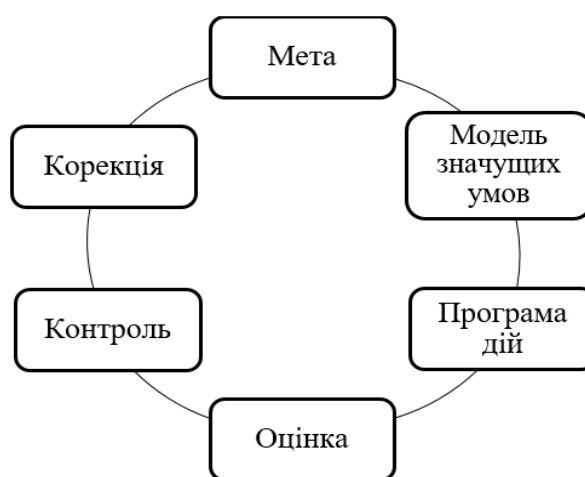 Мета
Модель
значущих
умов
Програма
дій
Оцінка
Контроль
Корекція